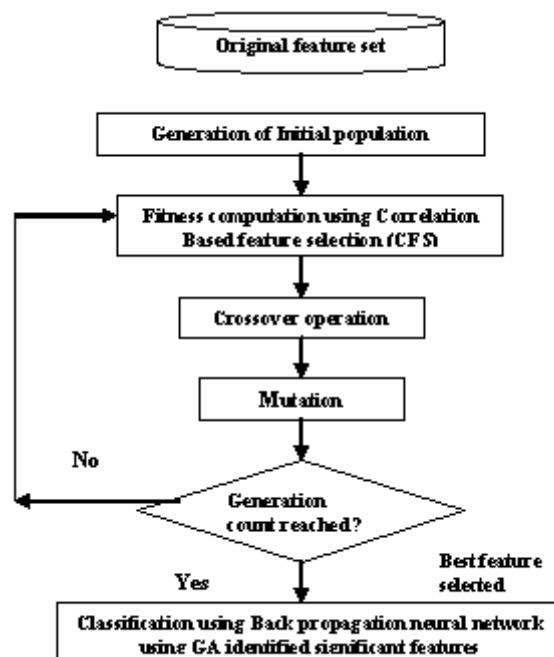 Original feature set
Generation of Initial population
Fitness computation using Correlation
Based feature selection (CFS)
Crossover operation
Mutation
No
Generation
count reached?
Best feature
selected
Yes
Classification using Back propagation neural network
using GA identified significant features